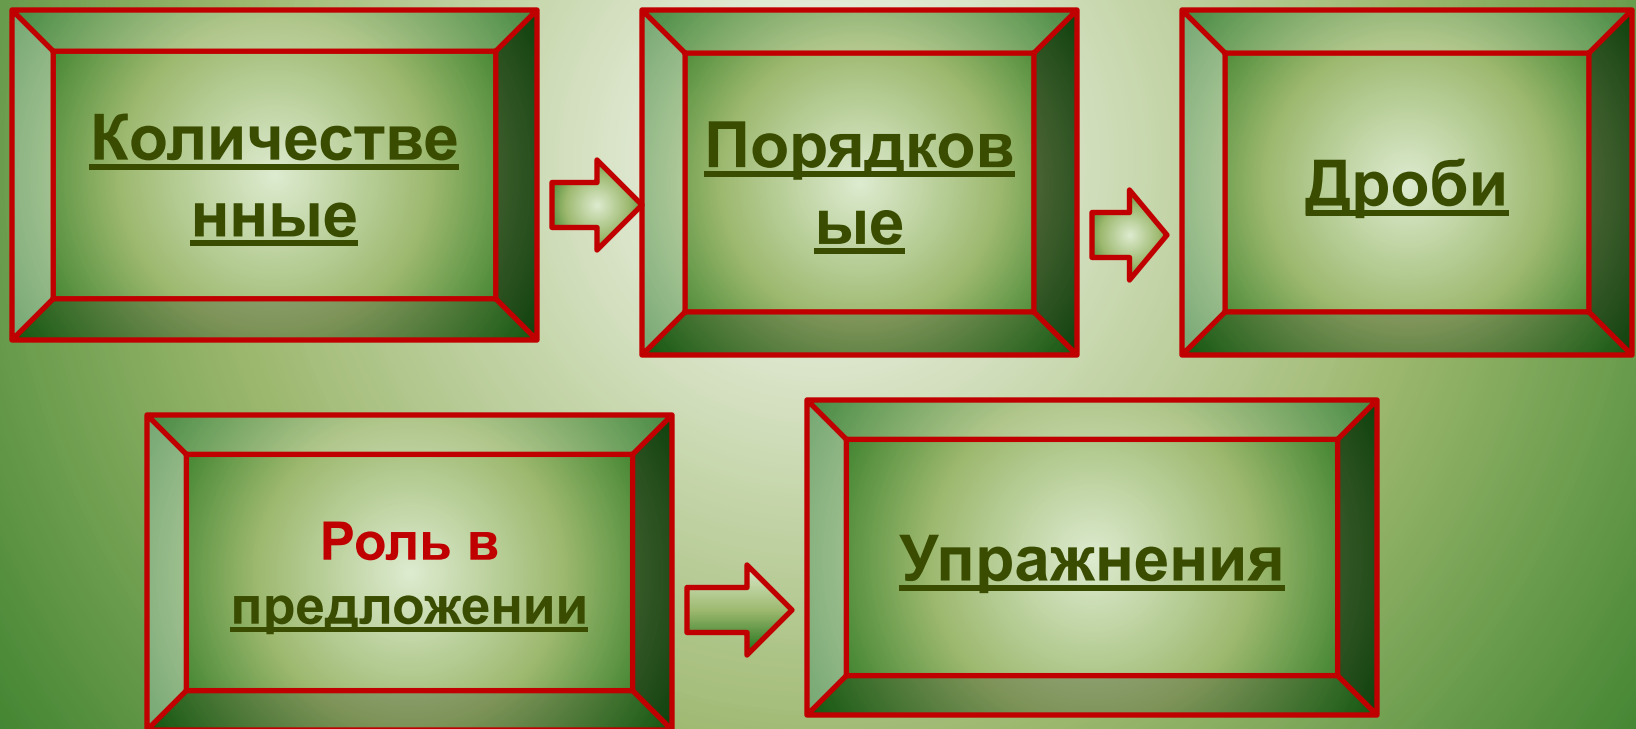 Количестве
нные
Порядков
ые
Дроби
Роль в
предложении
Упражнения